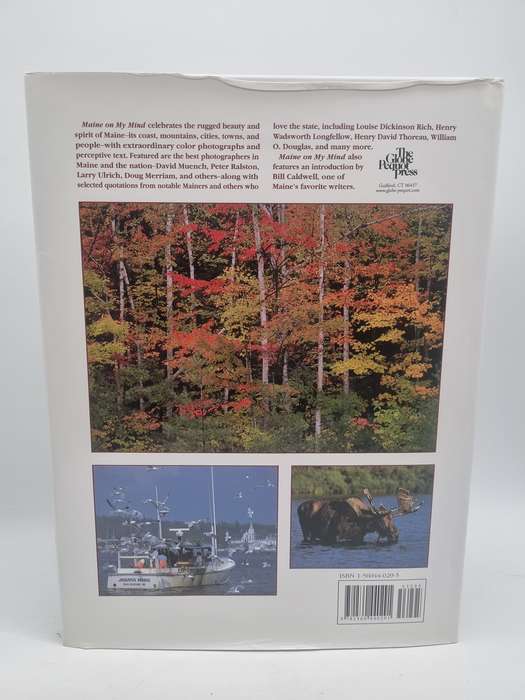 Maine on My Mind celebrates the rugged beauty and
spirit of Maine–its coast, mountains, cities, towns, and
people–with extraordinary color photographs and
perceptive text. Featured are the best photographers in
Maine and the nation–David Muench, Peter Ralston,
Larry Ulrich, Doug Merriam, and others–along with
selected quotations from notable Mainers and others who
love the state, including Louise Dickinson Rich, Henry
Wadsworth Longfellow, Henry David Thoreau, William
O. Douglas, and many more.
Maine on My Mind also
features an introduction by
Bill Caldwell, one of
Maine's favorite writers.
The
Globe
Pequot
Press
Guilford, CT 06437
www.globe-pequot.com
ISBN 1-56044-020-5